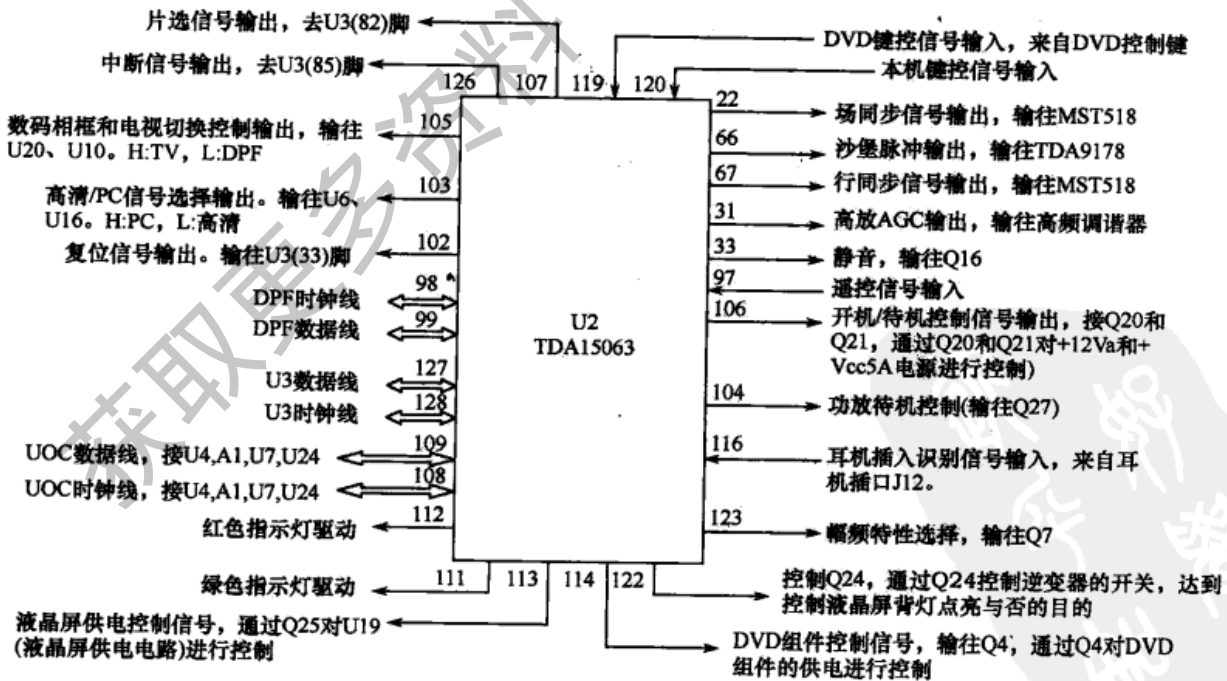 片选信号输出，去U3(82)脚
中断信号输出，去U3(85)脚
DVD键控信号输入，来自DVD控制键
本机键控信号输入
126
107
119
120
105
数码相框和电视切换控制输出，输往
U20、U10。H:TV，L:DPF
103
高清/PC信号选择输出。输往U6、
U16。H:PC，L:高清
102
复位信号输出。输往U3(33)脚
98
DPF时钟线
99
DPF数据线
127
U3数据线
128
U3时钟线
109
UOC数据线，接U4,A1,U7,U24
108
UOC时钟线，接U4,A1,U7,U24
112
红色指示灯驱动
111
绿色指示灯驱动
113
液晶屏供电控制信号，通过Q25对U19
(液晶屏供电电路)进行控制
U2
TDA15063
22
场同步信号输出，输往MST518
66
沙堡脉冲输出，输往TDA9178
67
行同步信号输出，输往MST518
31
高放AGC输出，输往高频调谐器
33
静音，输往Q16
97
遥控信号输入
106
开机/待机控制信号输出，接Q20和
Q21，通过Q20和Q21对+12Va和+
Vcc5A电源进行控制)
104
功放待机控制(输往Q27)
116
耳机插入识别信号输入，来自耳
机插口J12。
123
幅频特性选择，输往Q7
122
控制Q24，通过Q24控制逆变器的开关，达到
控制液晶屏背灯点亮与否的目的
114
DVD组件控制信号，输往Q4，通过Q4对DVD
组件的供电进行控制
获取更多资料